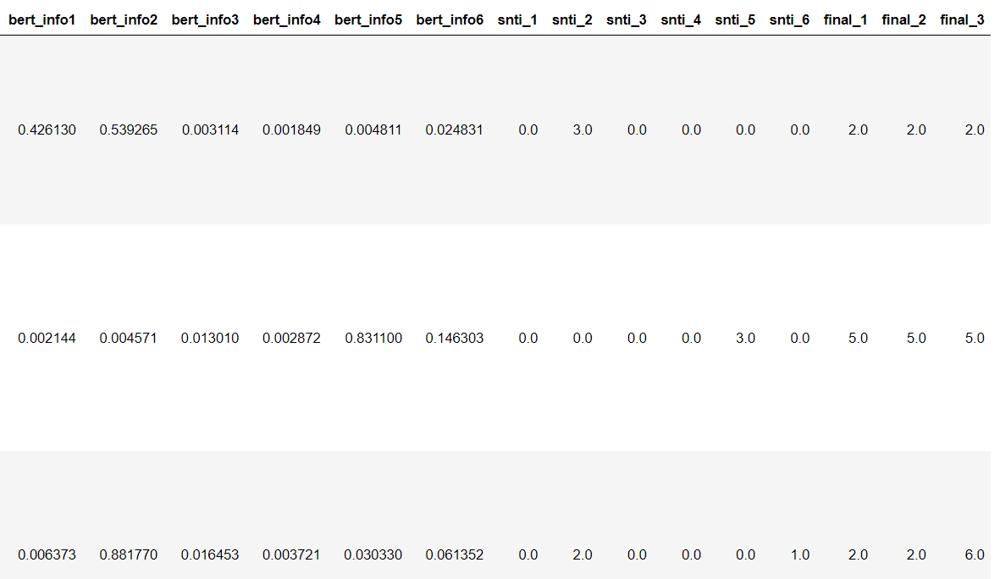 bert_info1 bert_info2 bert_info3 bert_info4 bert_info5 bert_info6 snti_1 snti_2 snti_3 snti_4 snti_5 snti_6 final_1 final_2 final_3
0.426130 0.539265 0.003114 0.001849 0.004811 0.024831 0.0 3.0 0.0 0.0 0.0 0.0 2.0 2.0 2.0
0.002144 0.004571 0.013010 0.002872 0.831100 0.146303 0.0 0.0 0.0 0.0 3.0 0.0 5.0 5.0 5.0
0.006373 0.881770 0.016453 0.003721 0.030330 0.061352 0.0 2.0 0.0 0.0 0.0 1.0 2.0 2.0 6.0